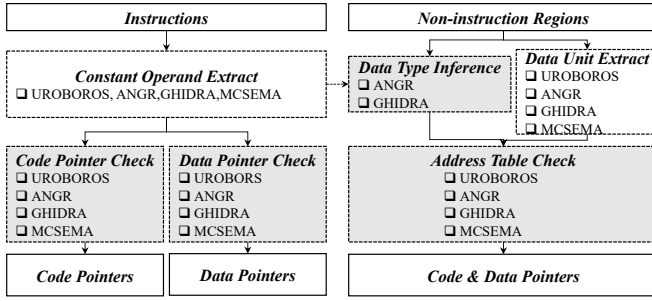 Instructions
Constant Operand Extract
❑ UROBOROS, ANGR,GHIDRA,MCSEMA
Code Pointer Check
❑ UROBOROS
❑ ANGR
❑ GHIDRA
❑ MCSEMA
Data Pointer Check
❑ UROBORS
❑ ANGR
❑ GHIDRA
❑ MCSEMA
Code Pointers
Data Pointers
Non-instruction Regions
Data Type Inference
❑ ANGR
❑ GHIDRA
Data Unit Extract
❑ UROBOROS
❑ ANGR
❑ GHIDRA
❑ MCSEMA
Address Table Check
❑ UROBOROS
❑ ANGR
❑ GHIDRA
❑ MCSEMA
Code & Data Pointers